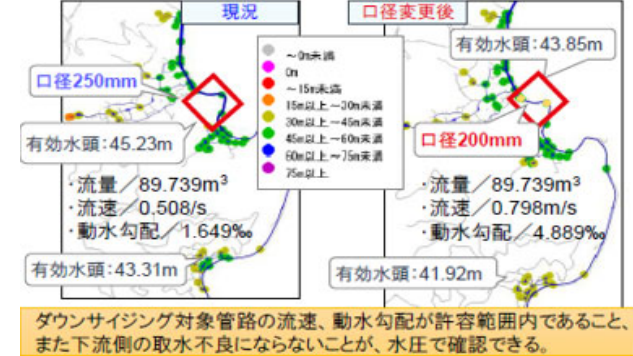 現況
口径250mm
有効水頭:45.23m
・流量/89.739m³
・流速/0.508/s
・動水勾配/1.649‰
有効水頭:43.31m
~0m未満
0m
~15m未満
15m以上~30m未満
30m以上~45m未満
45m以上~60m未満
60m以上~75m未満
75m以上
口径変更後
有効水頭:43.85m
口径200mm
・流量/89.739m³
・流速/0.798m/s
・動水勾配/4.889‰
有効水頭:41.92m
ダウンサイジング対象管路の流速、動水勾配が許容範囲内であること、
また下流側の取水不良にならないことが、水圧で確認できる。